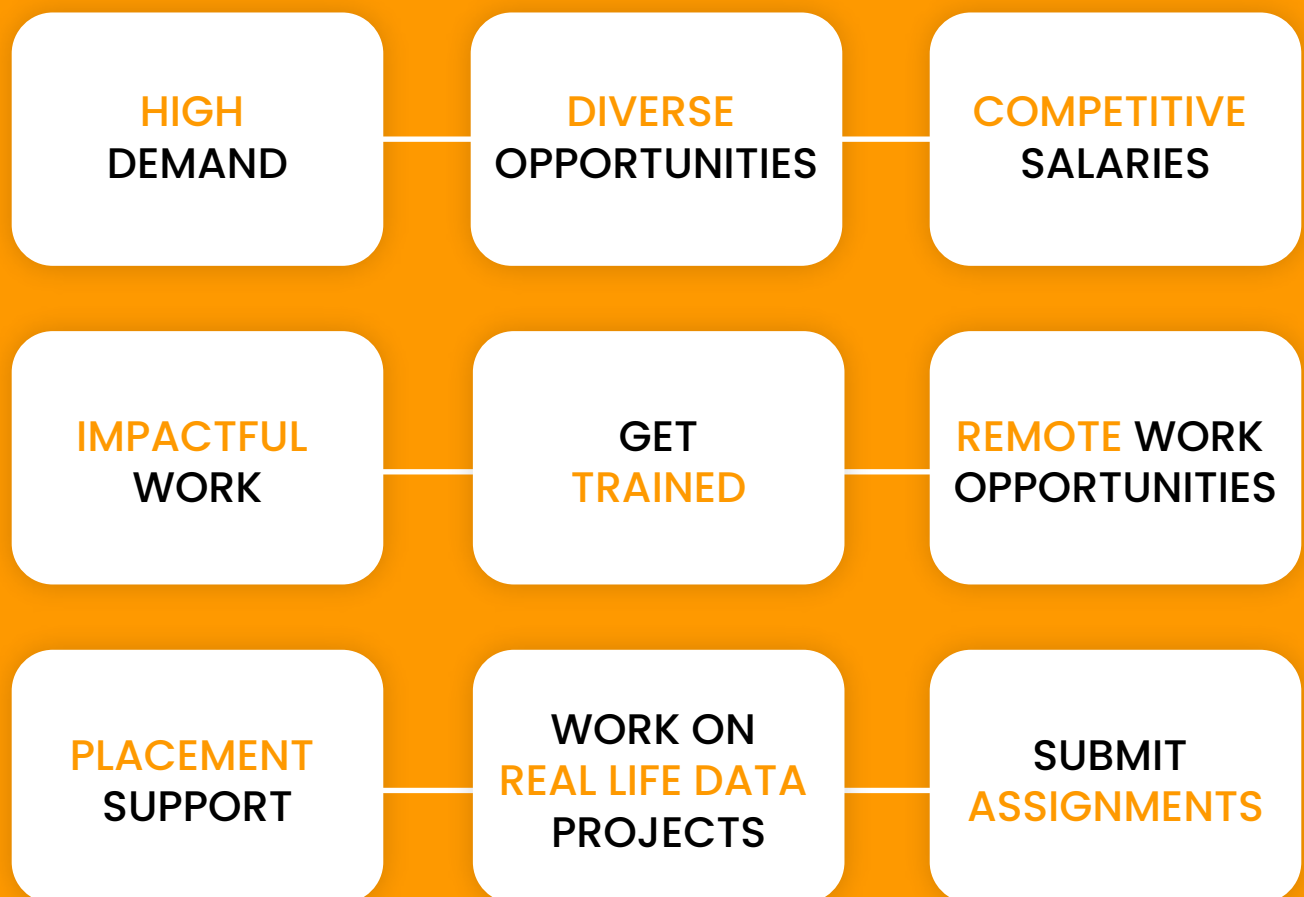 HIGH
DEMAND
DIVERSE
OPPORTUNITIES
COMPETITIVE
SALARIES
IMPACTFUL
WORK
GET
TRAINED
REMOTE WORK
OPPORTUNITIES
PLACEMENT
SUPPORT
WORK ON
REAL LIFE DATA
PROJECTS
SUBMIT
ASSIGNMENTS